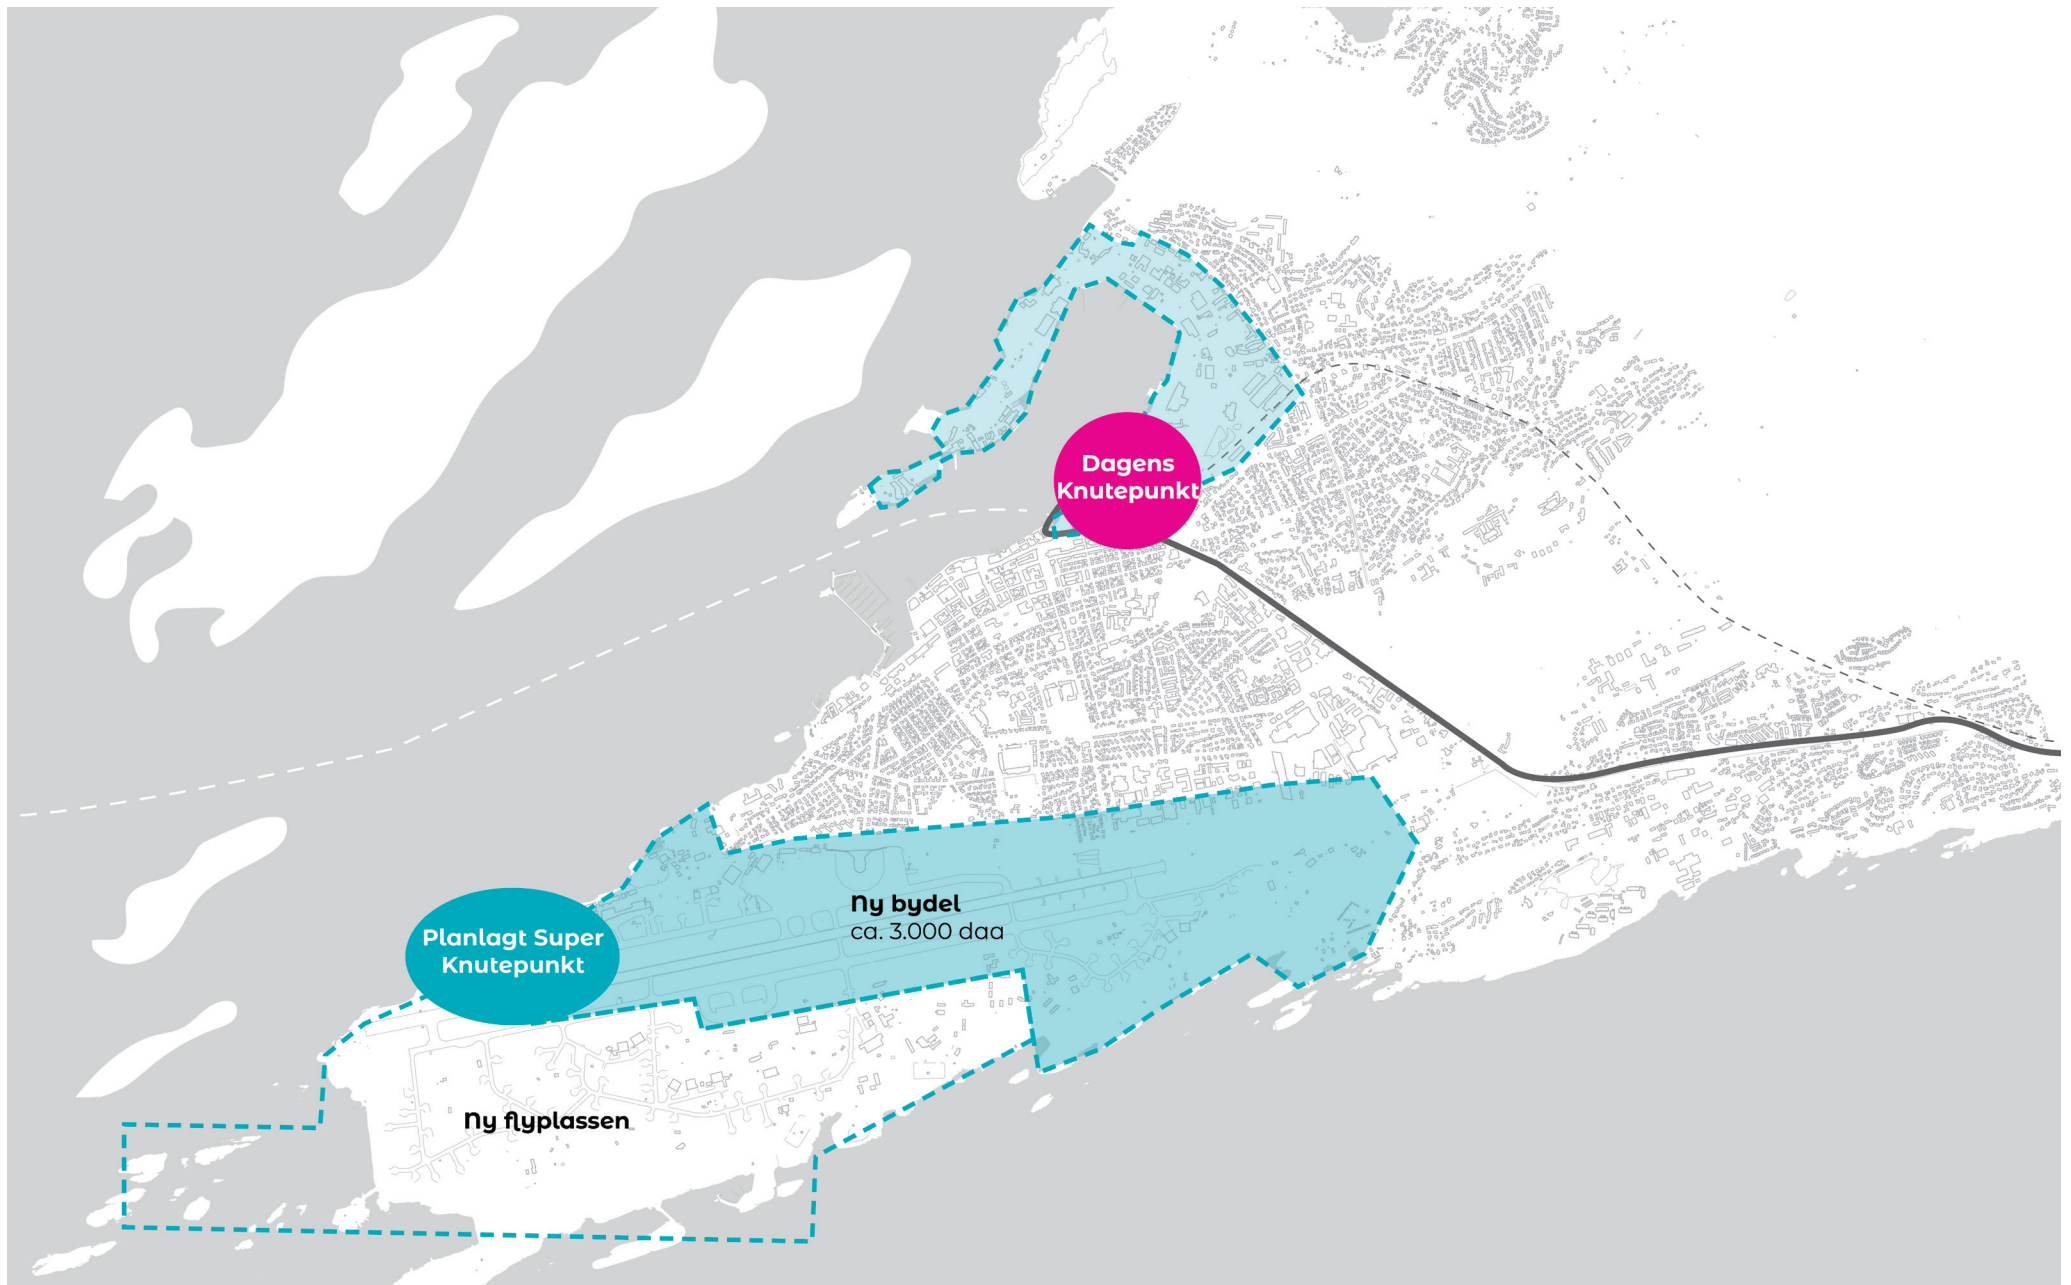 Dagens
Knutepunkt
Ny bydel
ca. 3.000 daa
Planlagt Super
Knutepunkt
Ny flyplassen